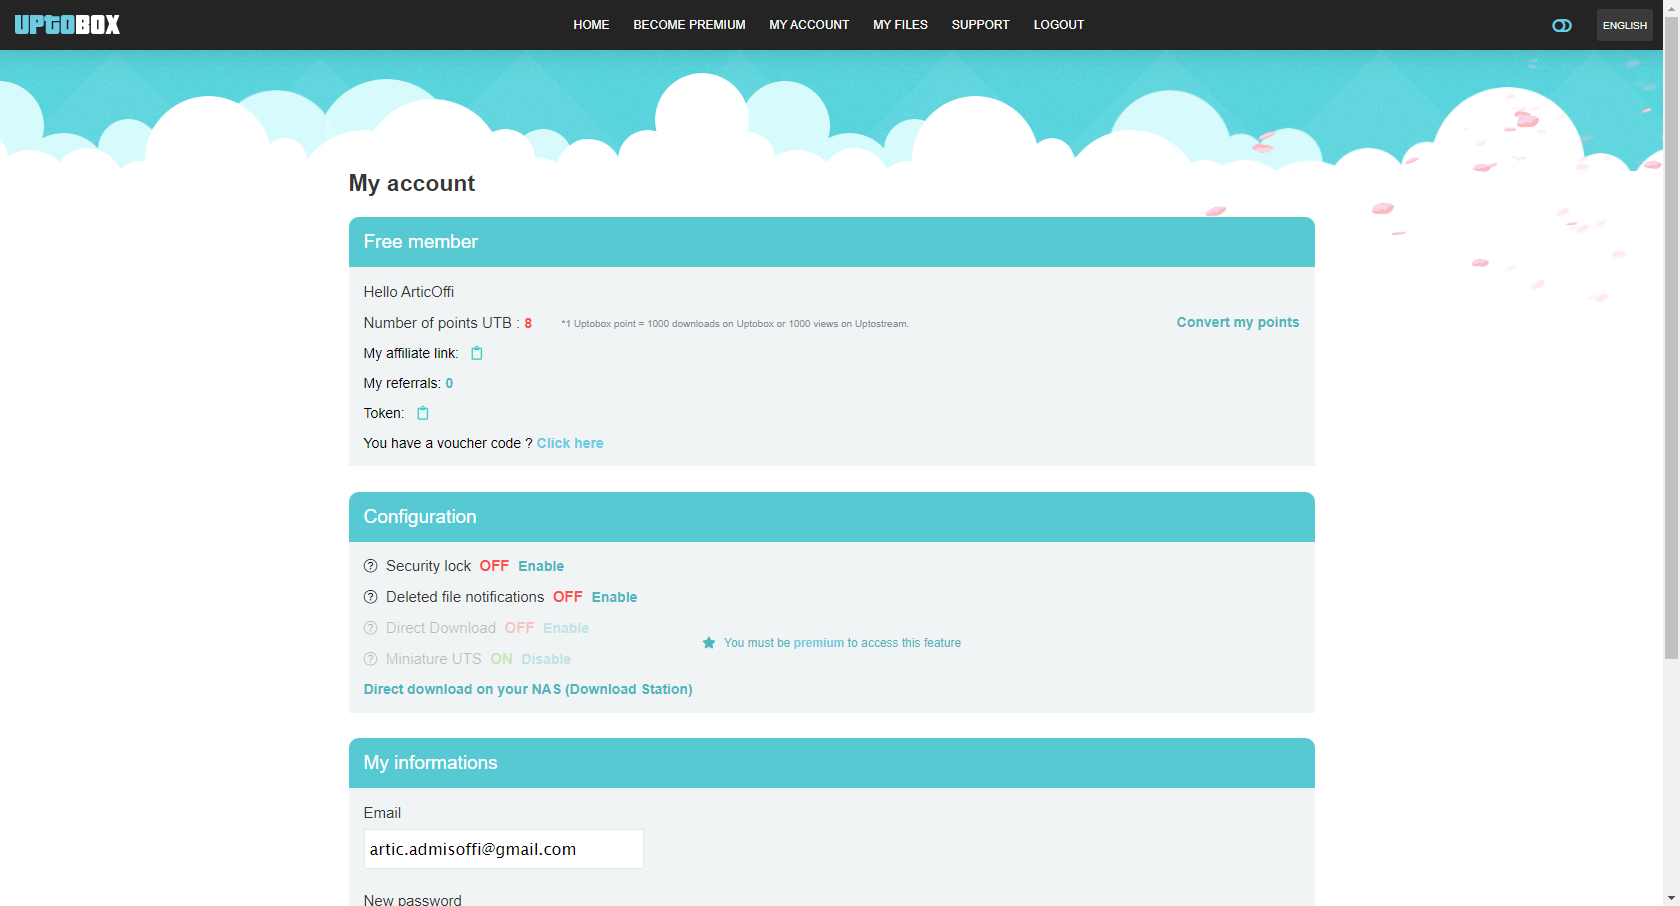 UPTOBOX
HOME BECOME PREMIUM MY ACCOUNT MY FILES SUPPORT LOGOUT
ENGLISH
My account
Free member
Hello ArticOffi
Number of points UTB : 8 *1 Uptobox point = 1000 downloads on Uptobox or 1000 views on Uptostream. Convert my points
My affiliate link:
My referrals: 0
Token:
You have a voucher code ? Click here
Configuration
Security lock OFF Enable
Deleted file notifications OFF Enable
Direct Download OFF Enable
You must be premium to access this feature
Miniature UTS ON Disable
Direct download on your NAS (Download Station)
My informations
Email
artic.admisoffi@gmail.com
New password